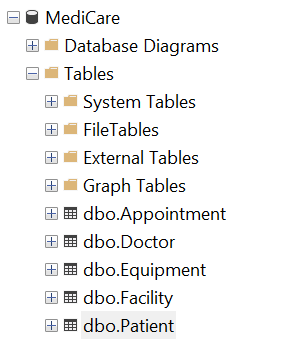 MediCare
Database Diagrams
Tables
System Tables
FileTables
External Tables
Graph Tables
dbo.Appointment
dbo.Doctor
dbo.Equipment
dbo.Facility
dbo.Patient